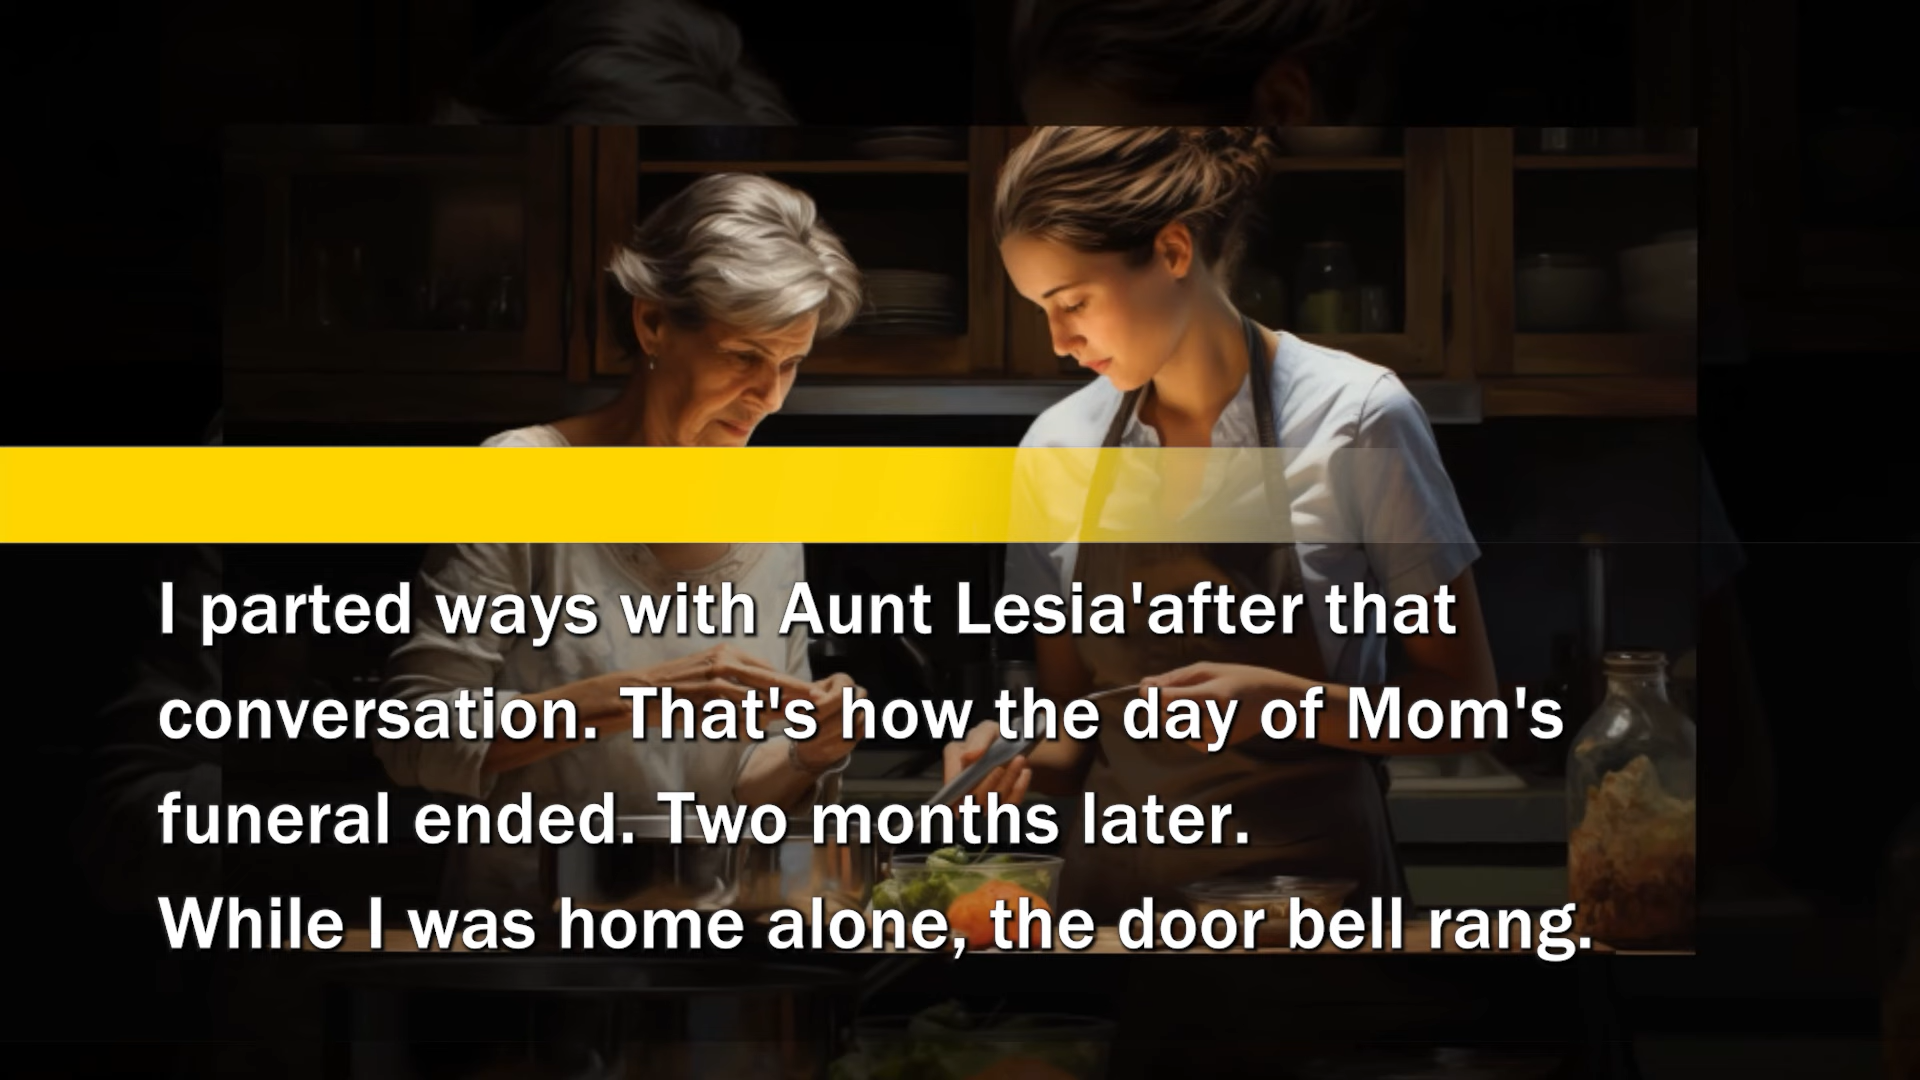 I parted ways with Aunt Lesia'after that
conversation. That's how the day of Mom's
funeral ended. Two months later.
While I was home alone, the door bell rang.